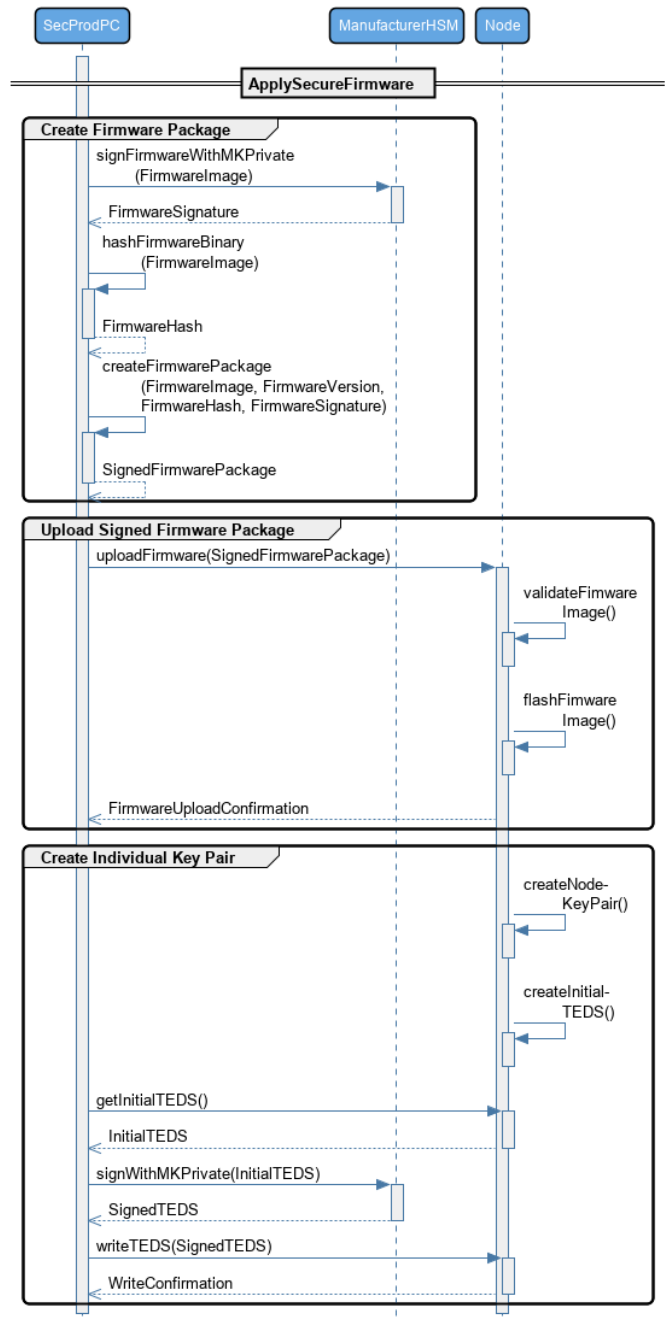 SecProdPC
ManufacturerHSM
Node
ApplySecureFirmware
Create Firmware Package
signFirmwareWithMKPrivate
(FirmwareImage)
FirmwareSignature
hashFirmwareBinary
(FirmwareImage)
FirmwareHash
createFirmwarePackage
(FirmwareImage, FirmwareVersion,
FirmwareHash, FirmwareSignature)
SignedFirmwarePackage
Upload Signed Firmware Package
uploadFirmware(SignedFirmwarePackage)
validateFimware
Image()
flashFimware
Image()
FirmwareUploadConfirmation
Create Individual Key Pair
createNode-
KeyPair()
createInitial-
TEDS()
getInitialTEDS()
InitialTEDS
signWithMKPrivate(InitialTEDS)
SignedTEDS
writeTEDS(SignedTEDS)
WriteConfirmation